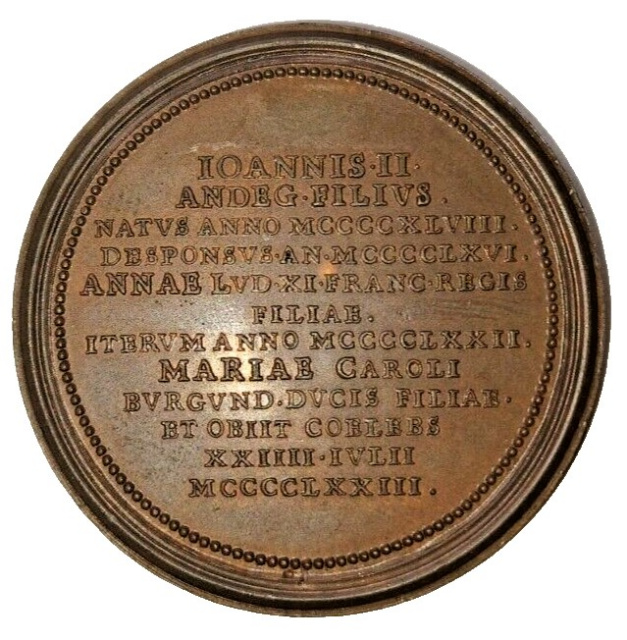 IOANNIS·II·
ANDEG·FILIVS.
NATVS ANNO MCCCCXLVIII.
DESPONSVS·AN·MCCCCLXVI.
ANNAE LVD·XI·FRANC·REGIS
FILIAE.
ITERVM ANNO MCCCCLXXII.
MARIAE CAROLI
BVRGVND·DVCIS FILIAE·
ET OBIIT COELEBS
XXIIII·IVLII
MCCCCLXXIII.